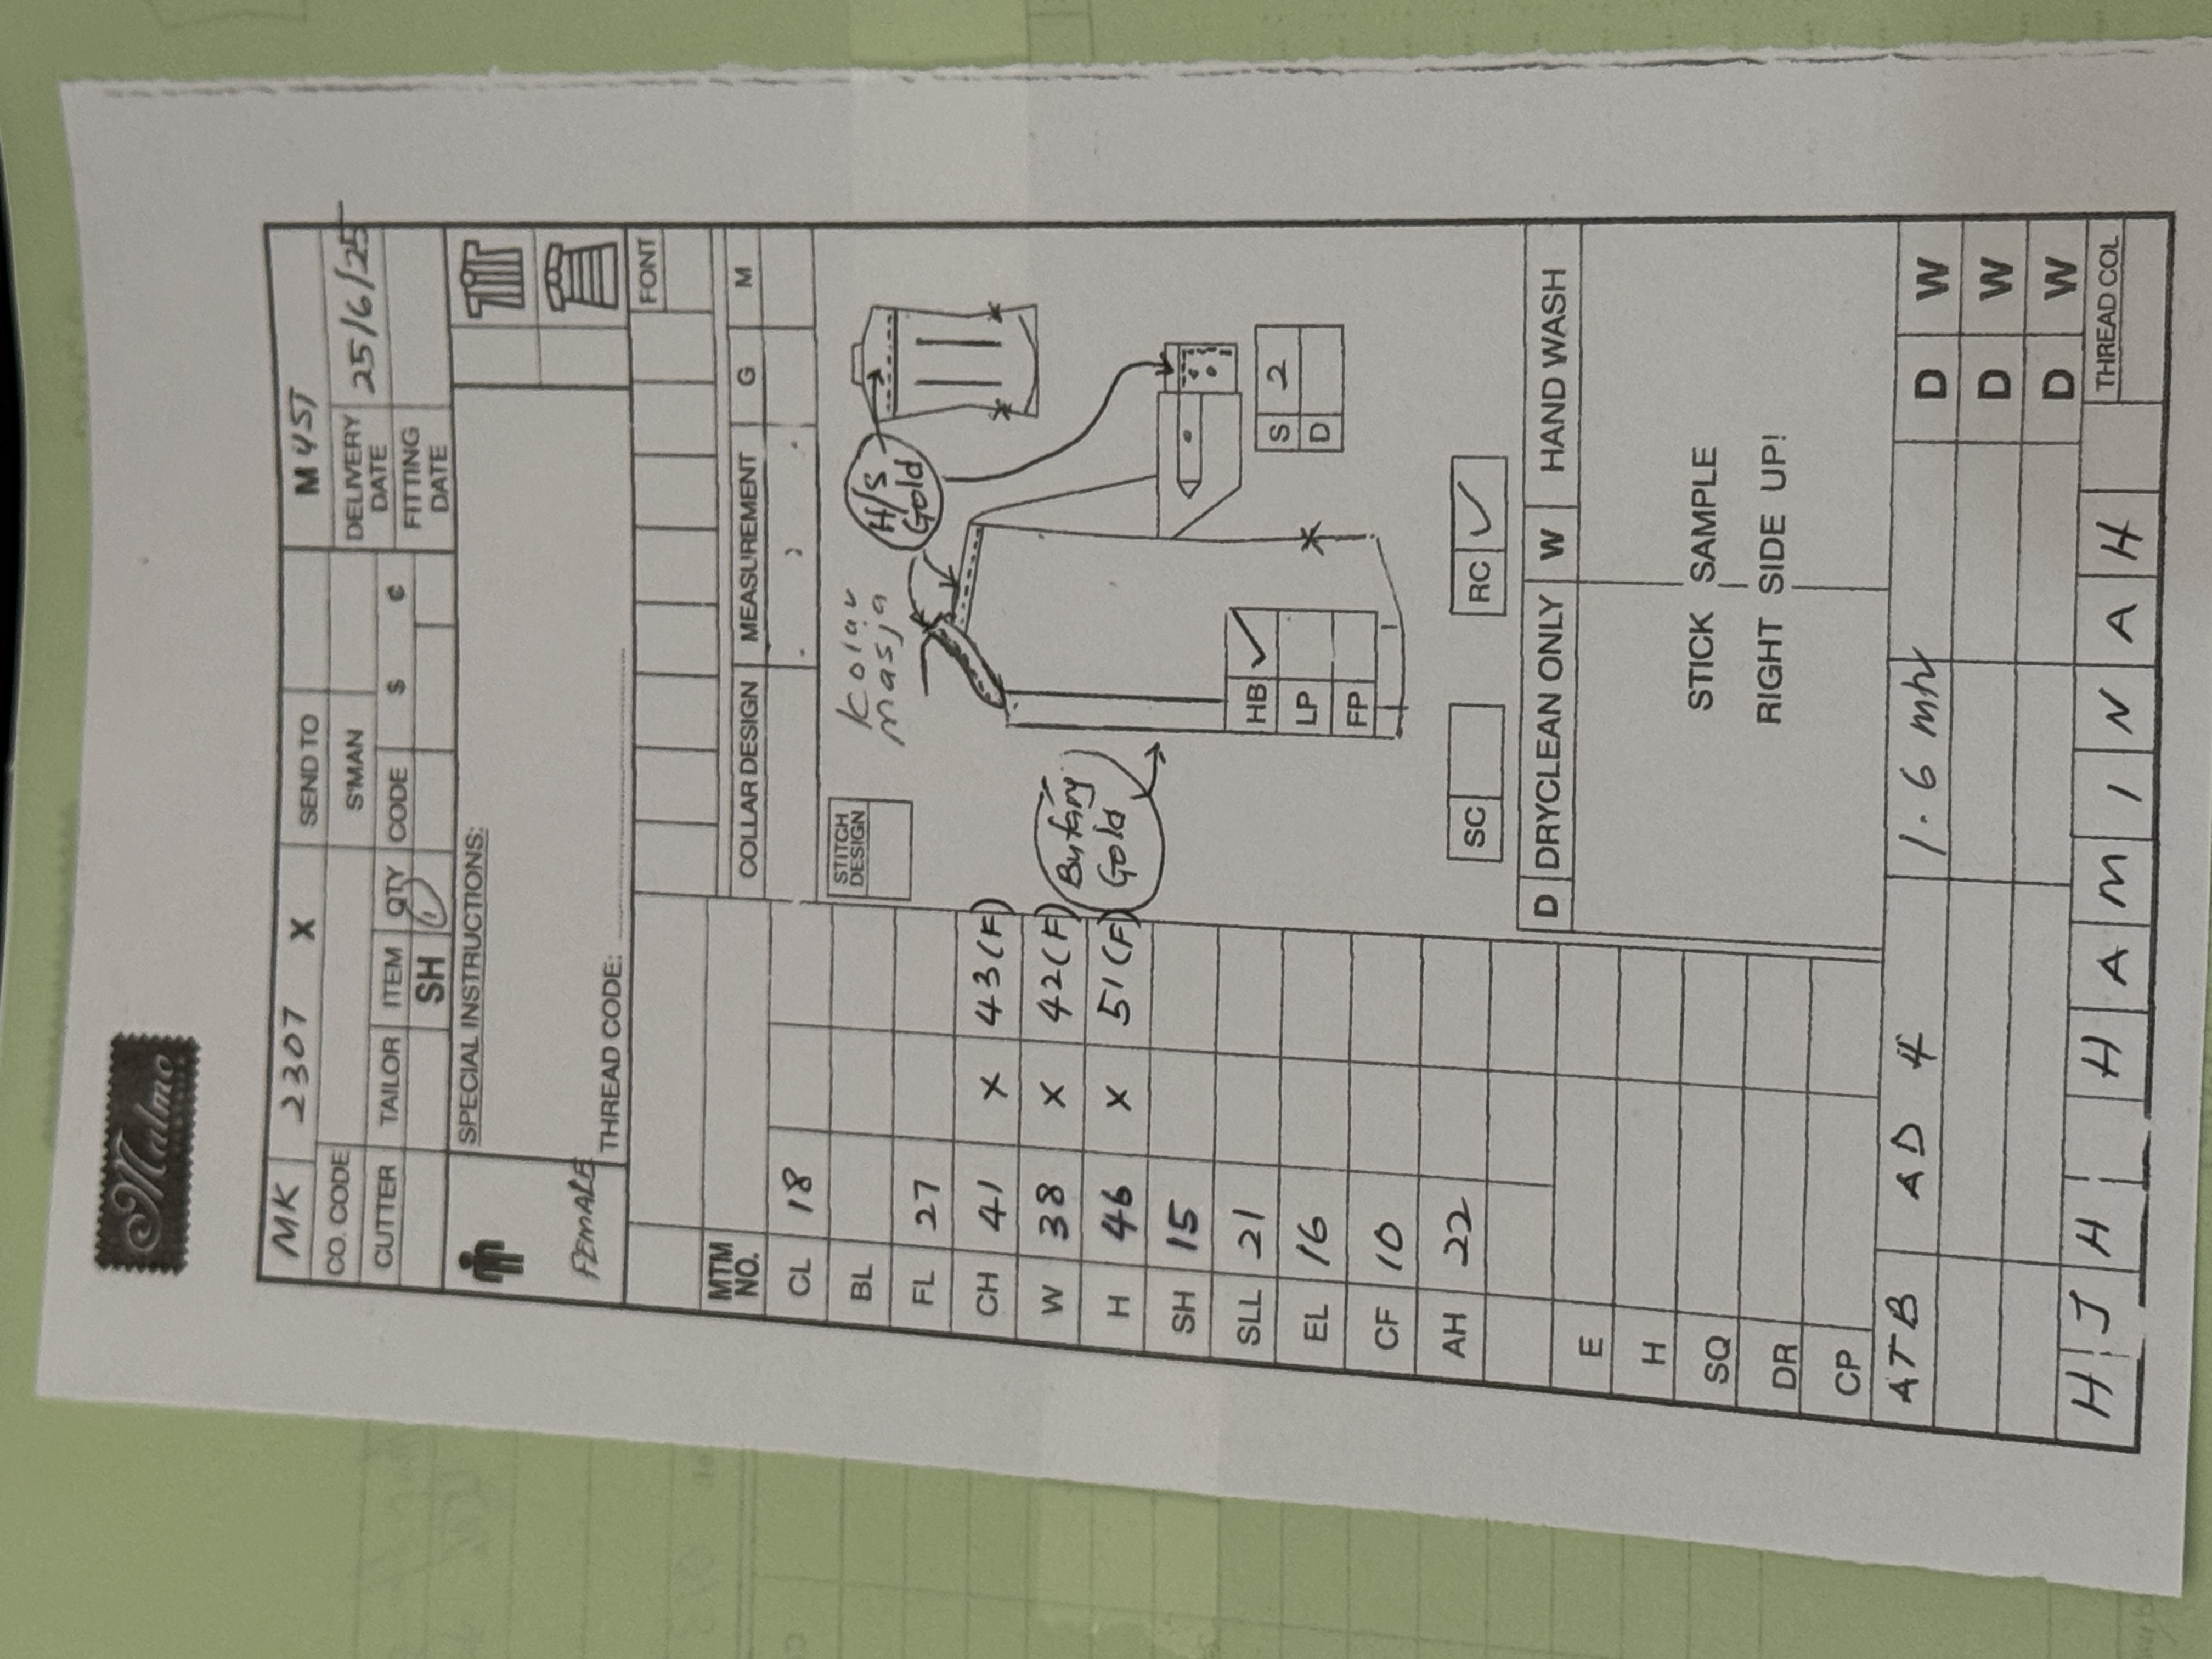 Malmo
MK 2307 X SEND TO M 4ST
CO. CODE S'MAN DELIVERY DATE 25/6/25
CUTTER TAILOR ITEM QTY CODE $ ¢ FITTING DATE
SH 1
SPECIAL INSTRUCTIONS:
FEMALE
THREAD CODE:
FONT
MTM NO.
COLLAR DESIGN MEASUREMENT G M
CL 18
BL
FL 27
CH 41 X 43(F)
W 38 X 42(F)
H 46 X 51(F)
SH 15
SLL 21
EL 16
CF 10
AH 22
STITCH DESIGN
Kolar
masja
H/S
Gold
Butang
Gold
HB ✓
LP
FP
S 2
D
SC
RC ✓
D DRYCLEAN ONLY W HAND WASH
E
H
SQ
DR
CP
STICK SAMPLE
RIGHT SIDE UP!
ATB AD 4 1.6 mtr D W
D W
D W
HJH HAMINAH THREAD COL